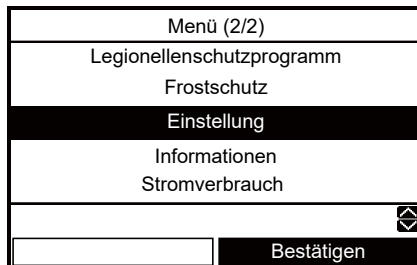 Menü (2/2)
Legionellenschutzprogramm
Frostschutz
Einstellung
Informationen
Stromverbrauch
Bestätigen